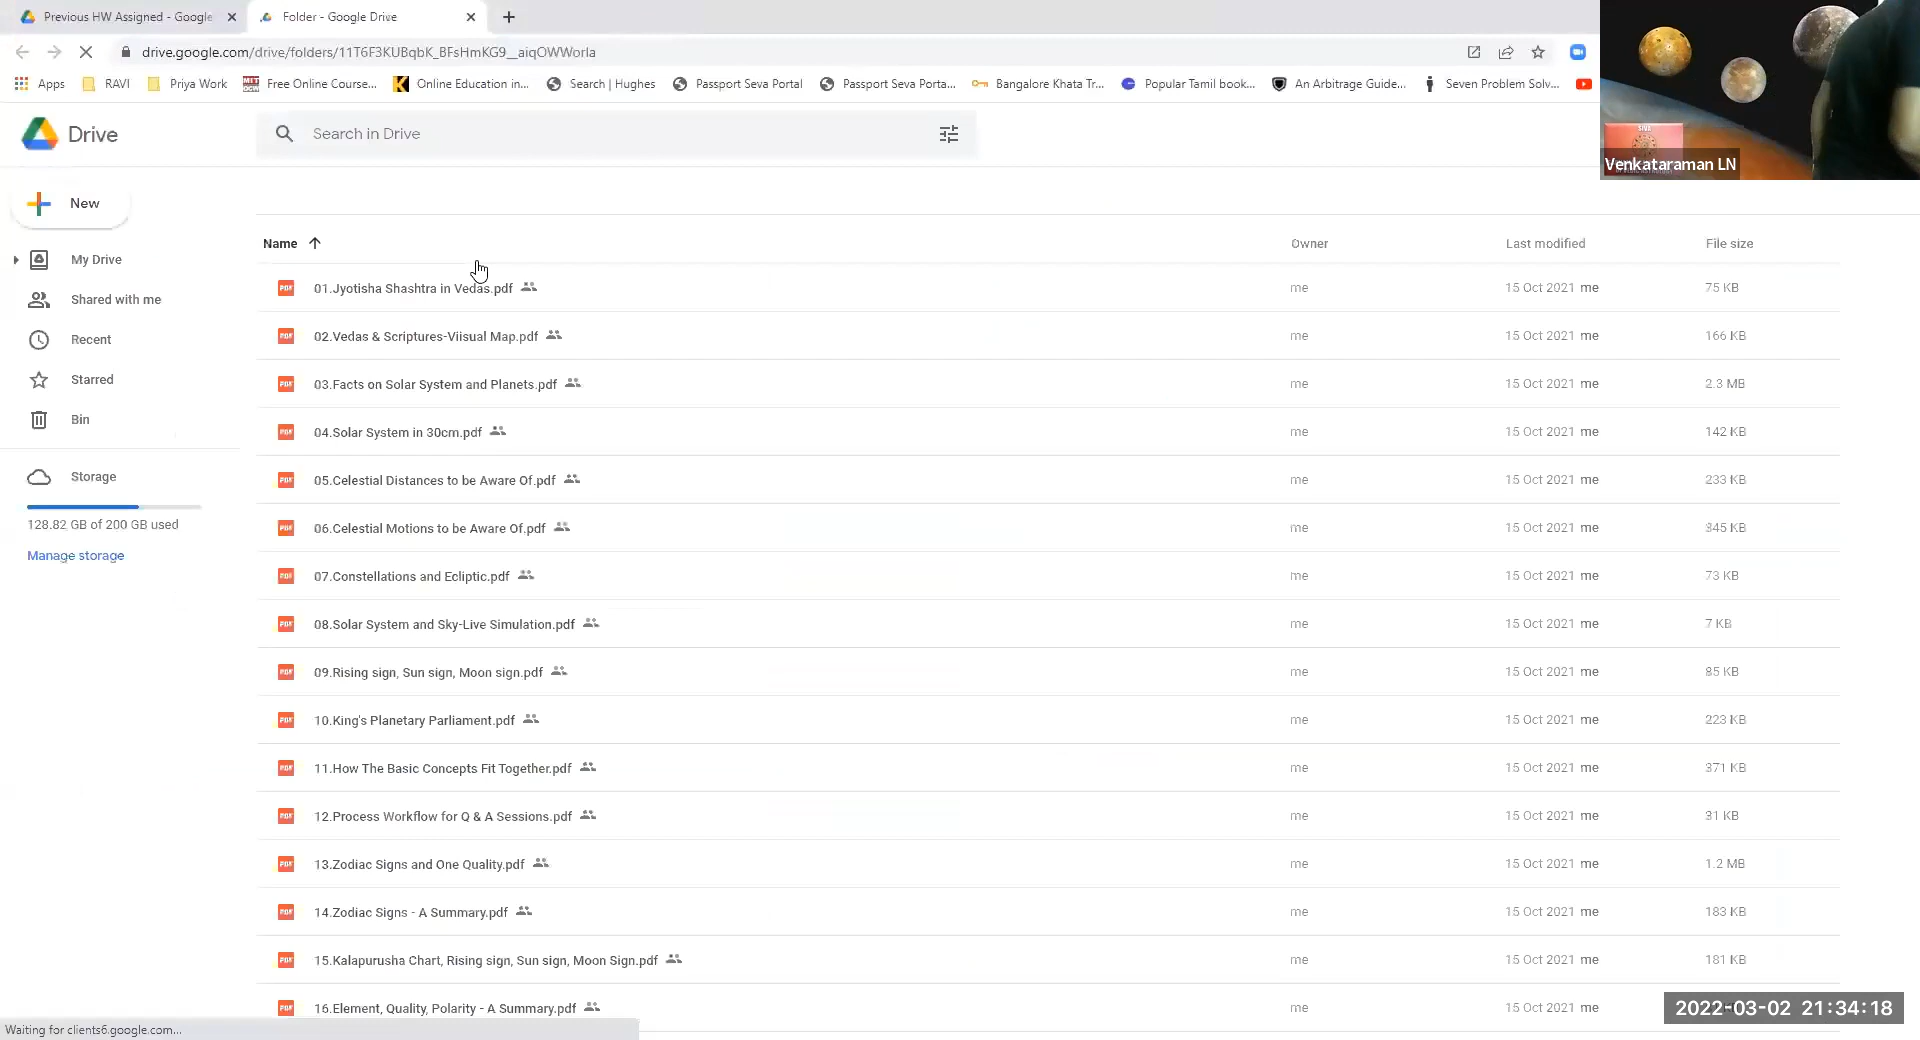 Previous HW Assigned - Google
Folder - Google Drive
drive.google.com/drive/folders/11T6F3KUBqbK_BFsHmKG9__aiqOWWorIa
Apps
RAVI
Priya Work
Free Online Course...
Online Education in...
Search | Hughes
Passport Seva Portal
Passport Seva Porta...
Bangalore Khata Tr...
Popular Tamil book...
An Arbitrage Guide...
Seven Problem Solv...
Venkataraman LN
Drive
Search in Drive
New
My Drive
Shared with me
Recent
Starred
Bin
Storage
128.82 GB of 200 GB used
Manage storage
Name Owner Last modified File size
01.Jyotisha Shashtra in Vedas.pdf me 15 Oct 2021 me 75 KB
02.Vedas & Scriptures-Viisual Map.pdf me 15 Oct 2021 me 166 KB
03.Facts on Solar System and Planets.pdf me 15 Oct 2021 me 2.3 MB
04.Solar System in 30cm.pdf me 15 Oct 2021 me 142 KB
05.Celestial Distances to be Aware Of.pdf me 15 Oct 2021 me 233 KB
06.Celestial Motions to be Aware Of.pdf me 15 Oct 2021 me 345 KB
07.Constellations and Ecliptic.pdf me 15 Oct 2021 me 73 KB
08.Solar System and Sky-Live Simulation.pdf me 15 Oct 2021 me 7 KB
09.Rising sign, Sun sign, Moon sign.pdf me 15 Oct 2021 me 85 KB
10.King's Planetary Parliament.pdf me 15 Oct 2021 me 223 KB
11.How The Basic Concepts Fit Together.pdf me 15 Oct 2021 me 371 KB
12.Process Workflow for Q & A Sessions.pdf me 15 Oct 2021 me 31 KB
13.Zodiac Signs and One Quality.pdf me 15 Oct 2021 me 1.2 MB
14.Zodiac Signs - A Summary.pdf me 15 Oct 2021 me 183 KB
15.Kalapurusha Chart, Rising sign, Sun sign, Moon Sign.pdf me 15 Oct 2021 me 181 KB
16.Element, Quality, Polarity - A Summary.pdf me 15 Oct 2021 me
2022-03-02 21:34:18
Waiting for clients6.google.com...